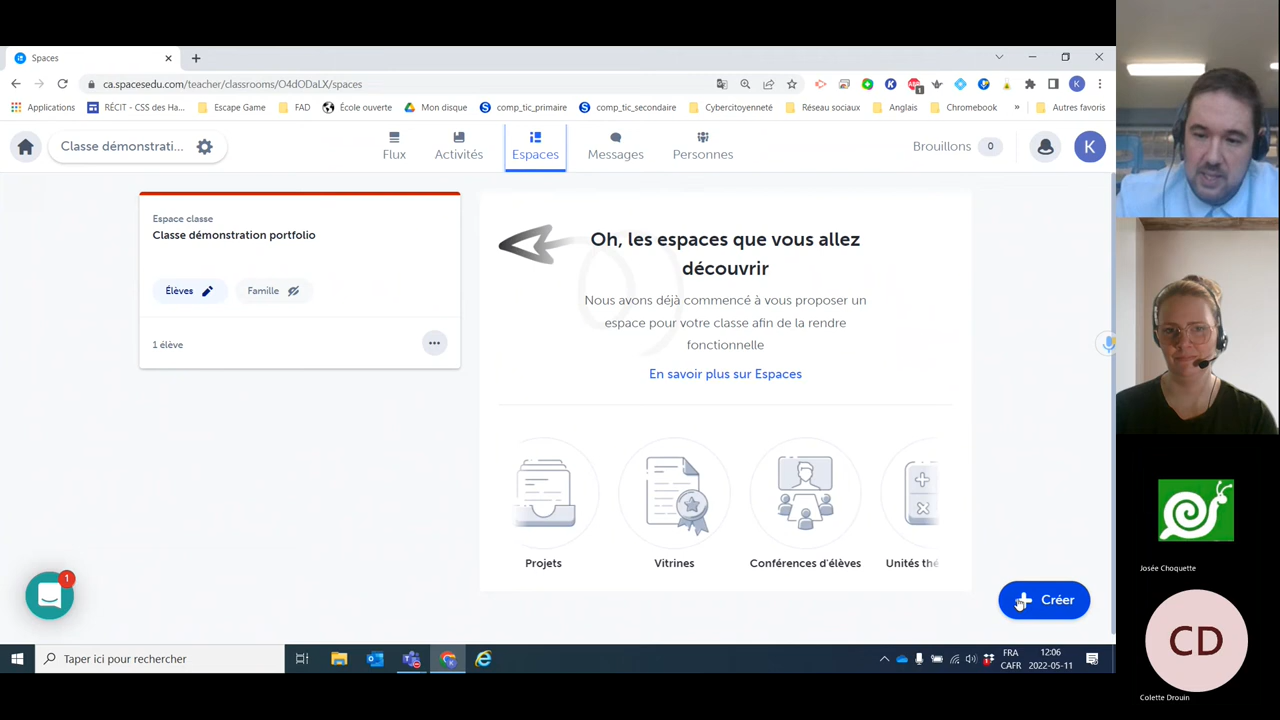 Spaces
ca.spacesedu.com/teacher/classrooms/O4dODaLX/spaces
K
Applications
RÉCIT - CSS des Ha...
Escape Game
FAD
École ouverte
Mon disque
comp_tic_primaire
comp_tic_secondaire
Cybercitoyenneté
Réseau sociaux
Anglais
Chromebook
»
Autres favoris
Classe démonstrati...
Flux
Activités
Espaces
Messages
Personnes
Brouillons 0
K
Espace classe
Classe démonstration portfolio
Élèves
Famille
1 élève
Oh, les espaces que vous allez
découvrir
Nous avons déjà commencé à vous proposer un
espace pour votre classe afin de la rendre
fonctionnelle
En savoir plus sur Espaces
Projets
Vitrines
Conférences d'élèves
Unités thé
1
Créer
Taper ici pour rechercher
FRA
CAFR
12:06
2022-05-11
Josée Choquette
CD
Colette Drouin